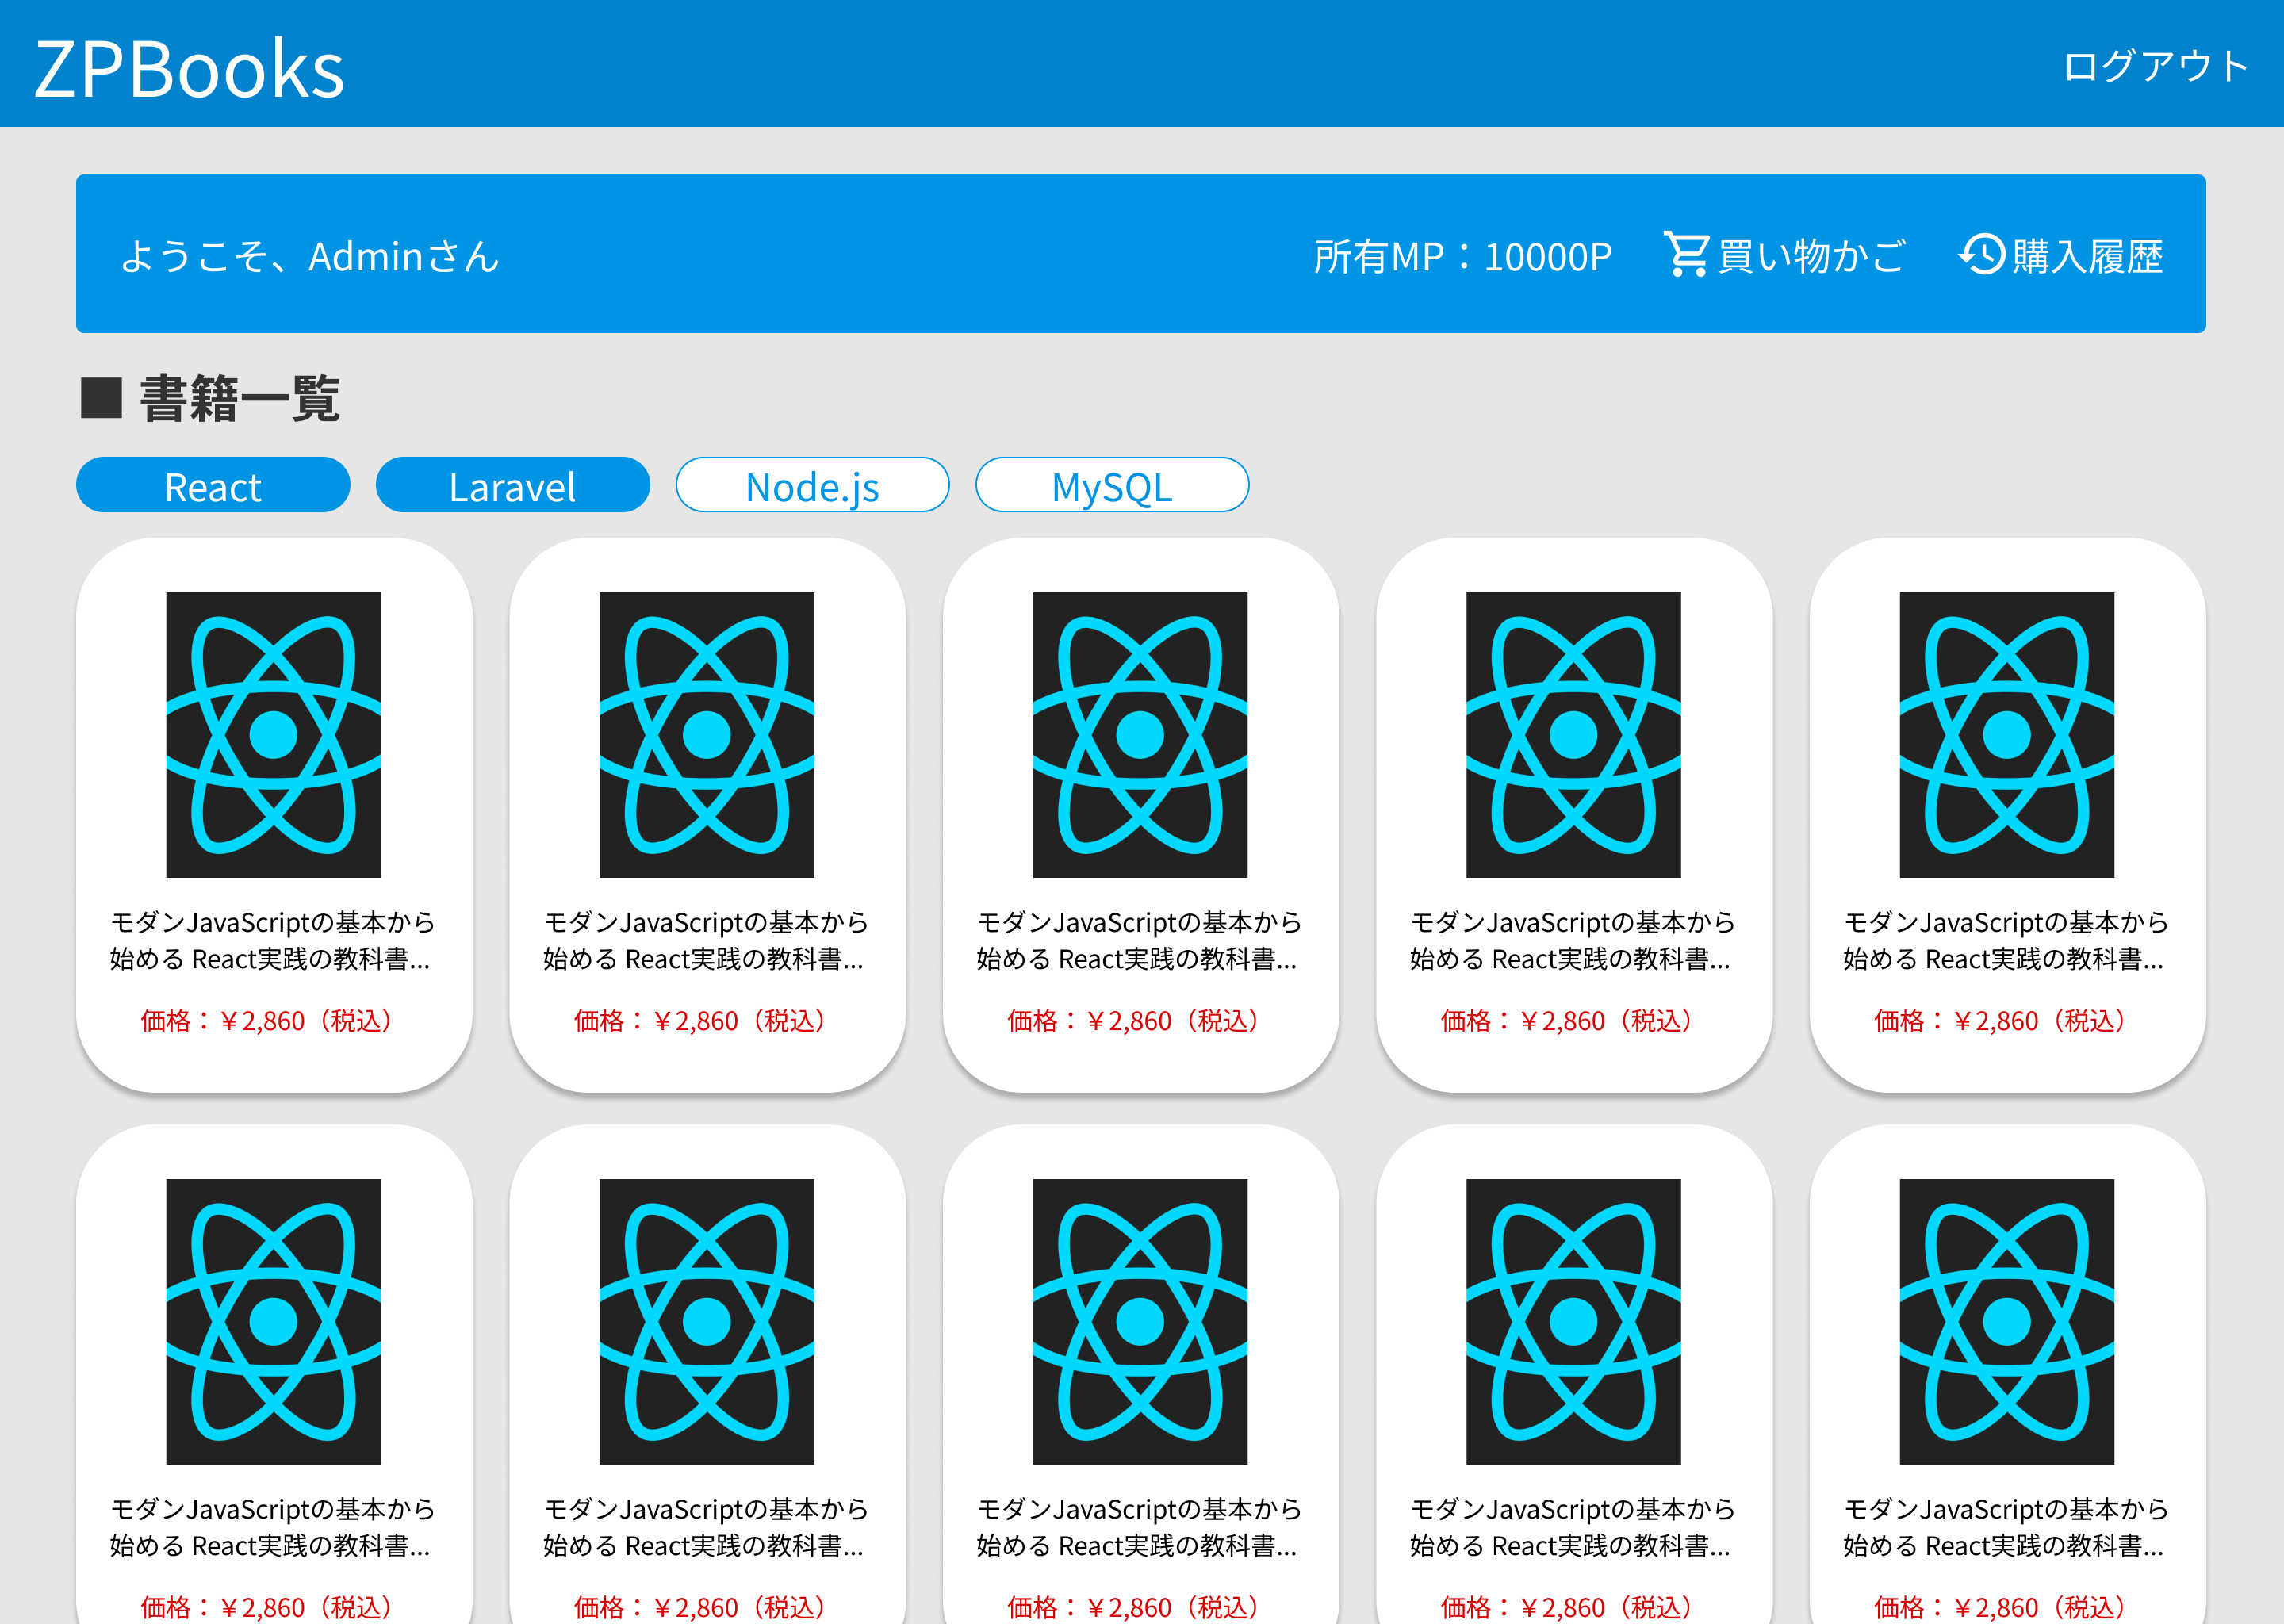 ZPBooks
ログアウト
ようこそ、Adminさん
所有MP：10000P
買い物かご
購入履歴
■ 書籍一覧
React
Laravel
Node.js
MySQL
モダンJavaScriptの基本から
始める React実践の教科書...
価格：￥2,860（税込）
モダンJavaScriptの基本から
始める React実践の教科書...
価格：￥2,860（税込）
モダンJavaScriptの基本から
始める React実践の教科書...
価格：￥2,860（税込）
モダンJavaScriptの基本から
始める React実践の教科書...
価格：￥2,860（税込）
モダンJavaScriptの基本から
始める React実践の教科書...
価格：￥2,860（税込）
モダンJavaScriptの基本から
始める React実践の教科書...
価格：￥2,860（税込）
モダンJavaScriptの基本から
始める React実践の教科書...
価格：￥2,860（税込）
モダンJavaScriptの基本から
始める React実践の教科書...
価格：￥2,860（税込）
モダンJavaScriptの基本から
始める React実践の教科書...
価格：￥2,860（税込）
モダンJavaScriptの基本から
始める React実践の教科書...
価格：￥2,860（税込）